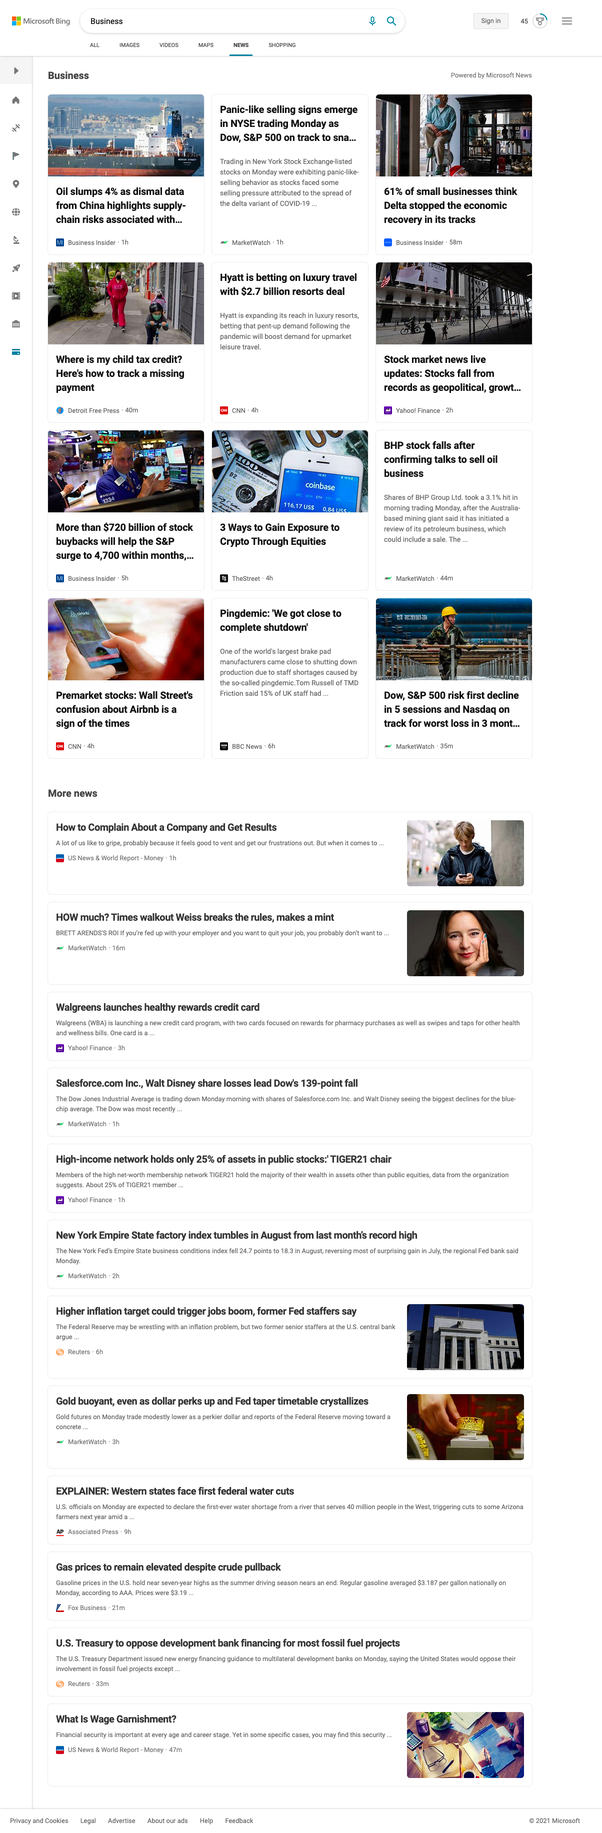 Microsoft Bing
Business
Sign in
45
ALL
IMAGES
VIDEOS
MAPS
NEWS
SHOPPING
Business
Powered by Microsoft News
Oil slumps 4% as dismal data
from China highlights supply-
chain risks associated with...
Business Insider · 1h
Panic-like selling signs emerge
in NYSE trading Monday as
Dow, S&P 500 on track to sna...
Trading in New York Stock Exchange-listed
stocks on Monday were exhibiting panic-like-
selling behavior as stocks faced some
selling pressure attributed to the spread of
the delta variant of COVID-19 ...
MarketWatch · 1h
61% of small businesses think
Delta stopped the economic
recovery in its tracks
Business Insider · 58m
Where is my child tax credit?
Here's how to track a missing
payment
Detroit Free Press · 40m
Hyatt is betting on luxury travel
with $2.7 billion resorts deal
Hyatt is expanding its reach in luxury resorts,
betting that pent-up demand following the
pandemic will boost demand for upmarket
leisure travel.
CNN · 4h
Stock market news live
updates: Stocks fall from
records as geopolitical, growt...
Yahoo! Finance · 2h
More than $720 billion of stock
buybacks will help the S&P
surge to 4,700 within months,...
Business Insider · 5h
coinbase
116.17 US$
0.84 US$
3 Ways to Gain Exposure to
Crypto Through Equities
TheStreet · 4h
BHP stock falls after
confirming talks to sell oil
business
Shares of BHP Group Ltd. took a 3.1% hit in
morning trading Monday, after the Australia-
based mining giant said it has initiated a
review of its petroleum business, which
could include a sale. The ...
MarketWatch · 44m
Premarket stocks: Wall Street's
confusion about Airbnb is a
sign of the times
CNN · 4h
Pingdemic: 'We got close to
complete shutdown'
One of the world's largest brake pad
manufacturers came close to shutting down
production due to staff shortages caused by
the so-called pingdemic.Tom Russell of TMD
Friction said 15% of UK staff had ...
BBC News · 6h
Dow, S&P 500 risk first decline
in 5 sessions and Nasdaq on
track for worst loss in 3 mont...
MarketWatch · 35m
More news
How to Complain About a Company and Get Results
A lot of us like to gripe, probably because it feels good to vent and get our frustrations out. But when it comes to ...
US News & World Report - Money · 1h
HOW much? Times walkout Weiss breaks the rules, makes a mint
BRETT ARENDS'S ROI If you're fed up with your employer and you want to quit your job, you probably don't want to ...
MarketWatch · 16m
Walgreens launches healthy rewards credit card
Walgreens (WBA) is launching a new credit card program, with two cards focused on rewards for pharmacy purchases as well as swipes and taps for other health
and wellness bills. One card is a ...
Yahoo! Finance · 3h
Salesforce.com Inc., Walt Disney share losses lead Dow's 139-point fall
The Dow Jones Industrial Average is trading down Monday morning with shares of Salesforce.com Inc. and Walt Disney seeing the biggest declines for the blue-
chip average. The Dow was most recently ...
MarketWatch · 1h
High-income network holds only 25% of assets in public stocks:' TIGER21 chair
Members of the high net-worth membership network TIGER21 hold the majority of their wealth in assets other than public equities, data from the organization
suggests. About 25% of TIGER21 member ...
Yahoo! Finance · 1h
New York Empire State factory index tumbles in August from last month's record high
The New York Fed's Empire State business conditions index fell 24.7 points to 18.3 in August, reversing most of surprising gain in July, the regional Fed bank said
Monday.
MarketWatch · 2h
Higher inflation target could trigger jobs boom, former Fed staffers say
The Federal Reserve may be wrestling with an inflation problem, but two former senior staffers at the U.S. central bank
argue ...
Reuters · 6h
Gold buoyant, even as dollar perks up and Fed taper timetable crystallizes
Gold futures on Monday trade modestly lower as a perkier dollar and reports of the Federal Reserve moving toward a
concrete ...
MarketWatch · 3h
EXPLAINER: Western states face first federal water cuts
U.S. officials on Monday are expected to declare the first-ever water shortage from a river that serves 40 million people in the West, triggering cuts to some Arizona
farmers next year amid a ...
AP Associated Press · 9h
Gas prices to remain elevated despite crude pullback
Gasoline prices in the U.S. hold near seven-year highs as the summer driving season nears an end. Regular gasoline averaged $3.187 per gallon nationally on
Monday, according to AAA. Prices were $3.19 ...
Fox Business · 21m
U.S. Treasury to oppose development bank financing for most fossil fuel projects
The U.S. Treasury Department issued new energy financing guidance to multilateral development banks on Monday, saying the United States would oppose their
involvement in fossil fuel projects except ...
Reuters · 33m
What Is Wage Garnishment?
Financial security is important at every age and career stage. Yet in some specific cases, you may find this security ...
US News & World Report - Money · 47m
Privacy and Cookies
Legal
Advertise
About our ads
Help
Feedback
© 2021 Microsoft